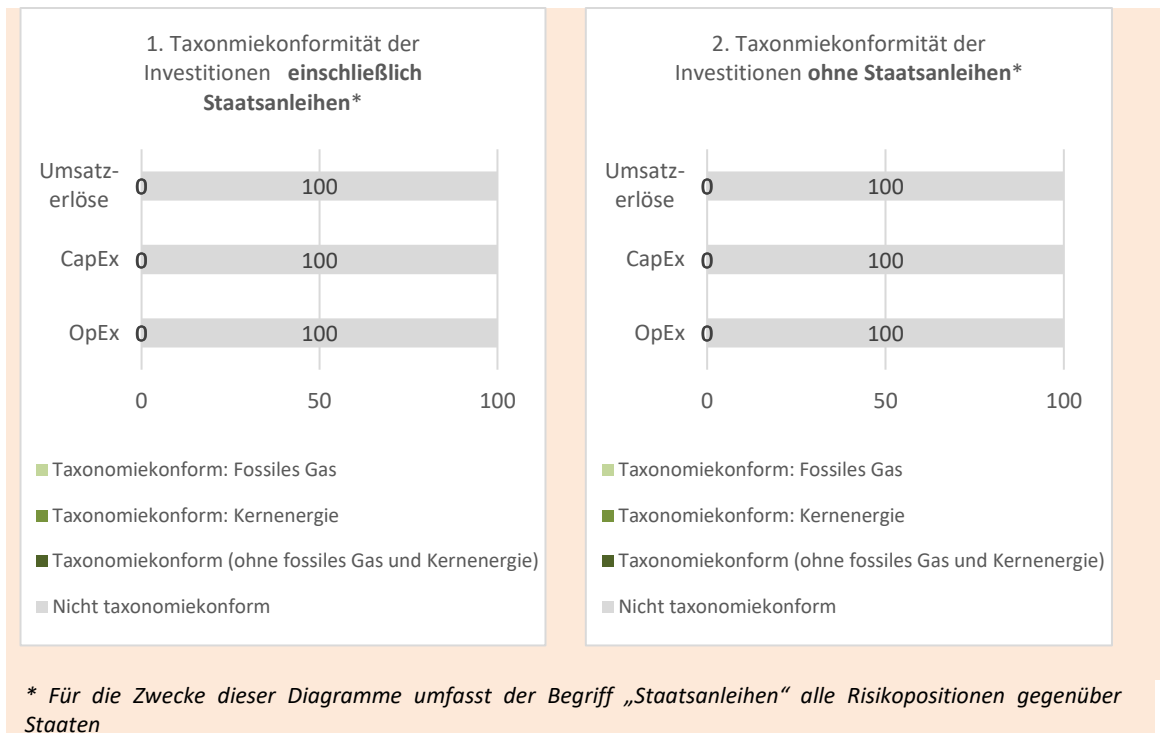 1. Taxonmiekonformität der
Investitionen einschließlich
Staatsanleihen*
Umsatz-
erlöse
0
100
CapEx
0
100
OpEx
0
100
0
50
100
Taxonomiekonform: Fossiles Gas
Taxonomiekonform: Kernenergie
Taxonomiekonform (ohne fossiles Gas und Kernenergie)
Nicht taxonomiekonform
2. Taxonmiekonformität der
Investitionen ohne Staatsanleihen*
Umsatz-
erlöse
0
100
CapEx
0
100
OpEx
0
100
0
50
100
Taxonomiekonform: Fossiles Gas
Taxonomiekonform: Kernenergie
Taxonomiekonform (ohne fossiles Gas und Kernenergie)
Nicht taxonomiekonform
* Für die Zwecke dieser Diagramme umfasst der Begriff „Staatsanleihen“ alle Risikopositionen gegenüber
Staaten